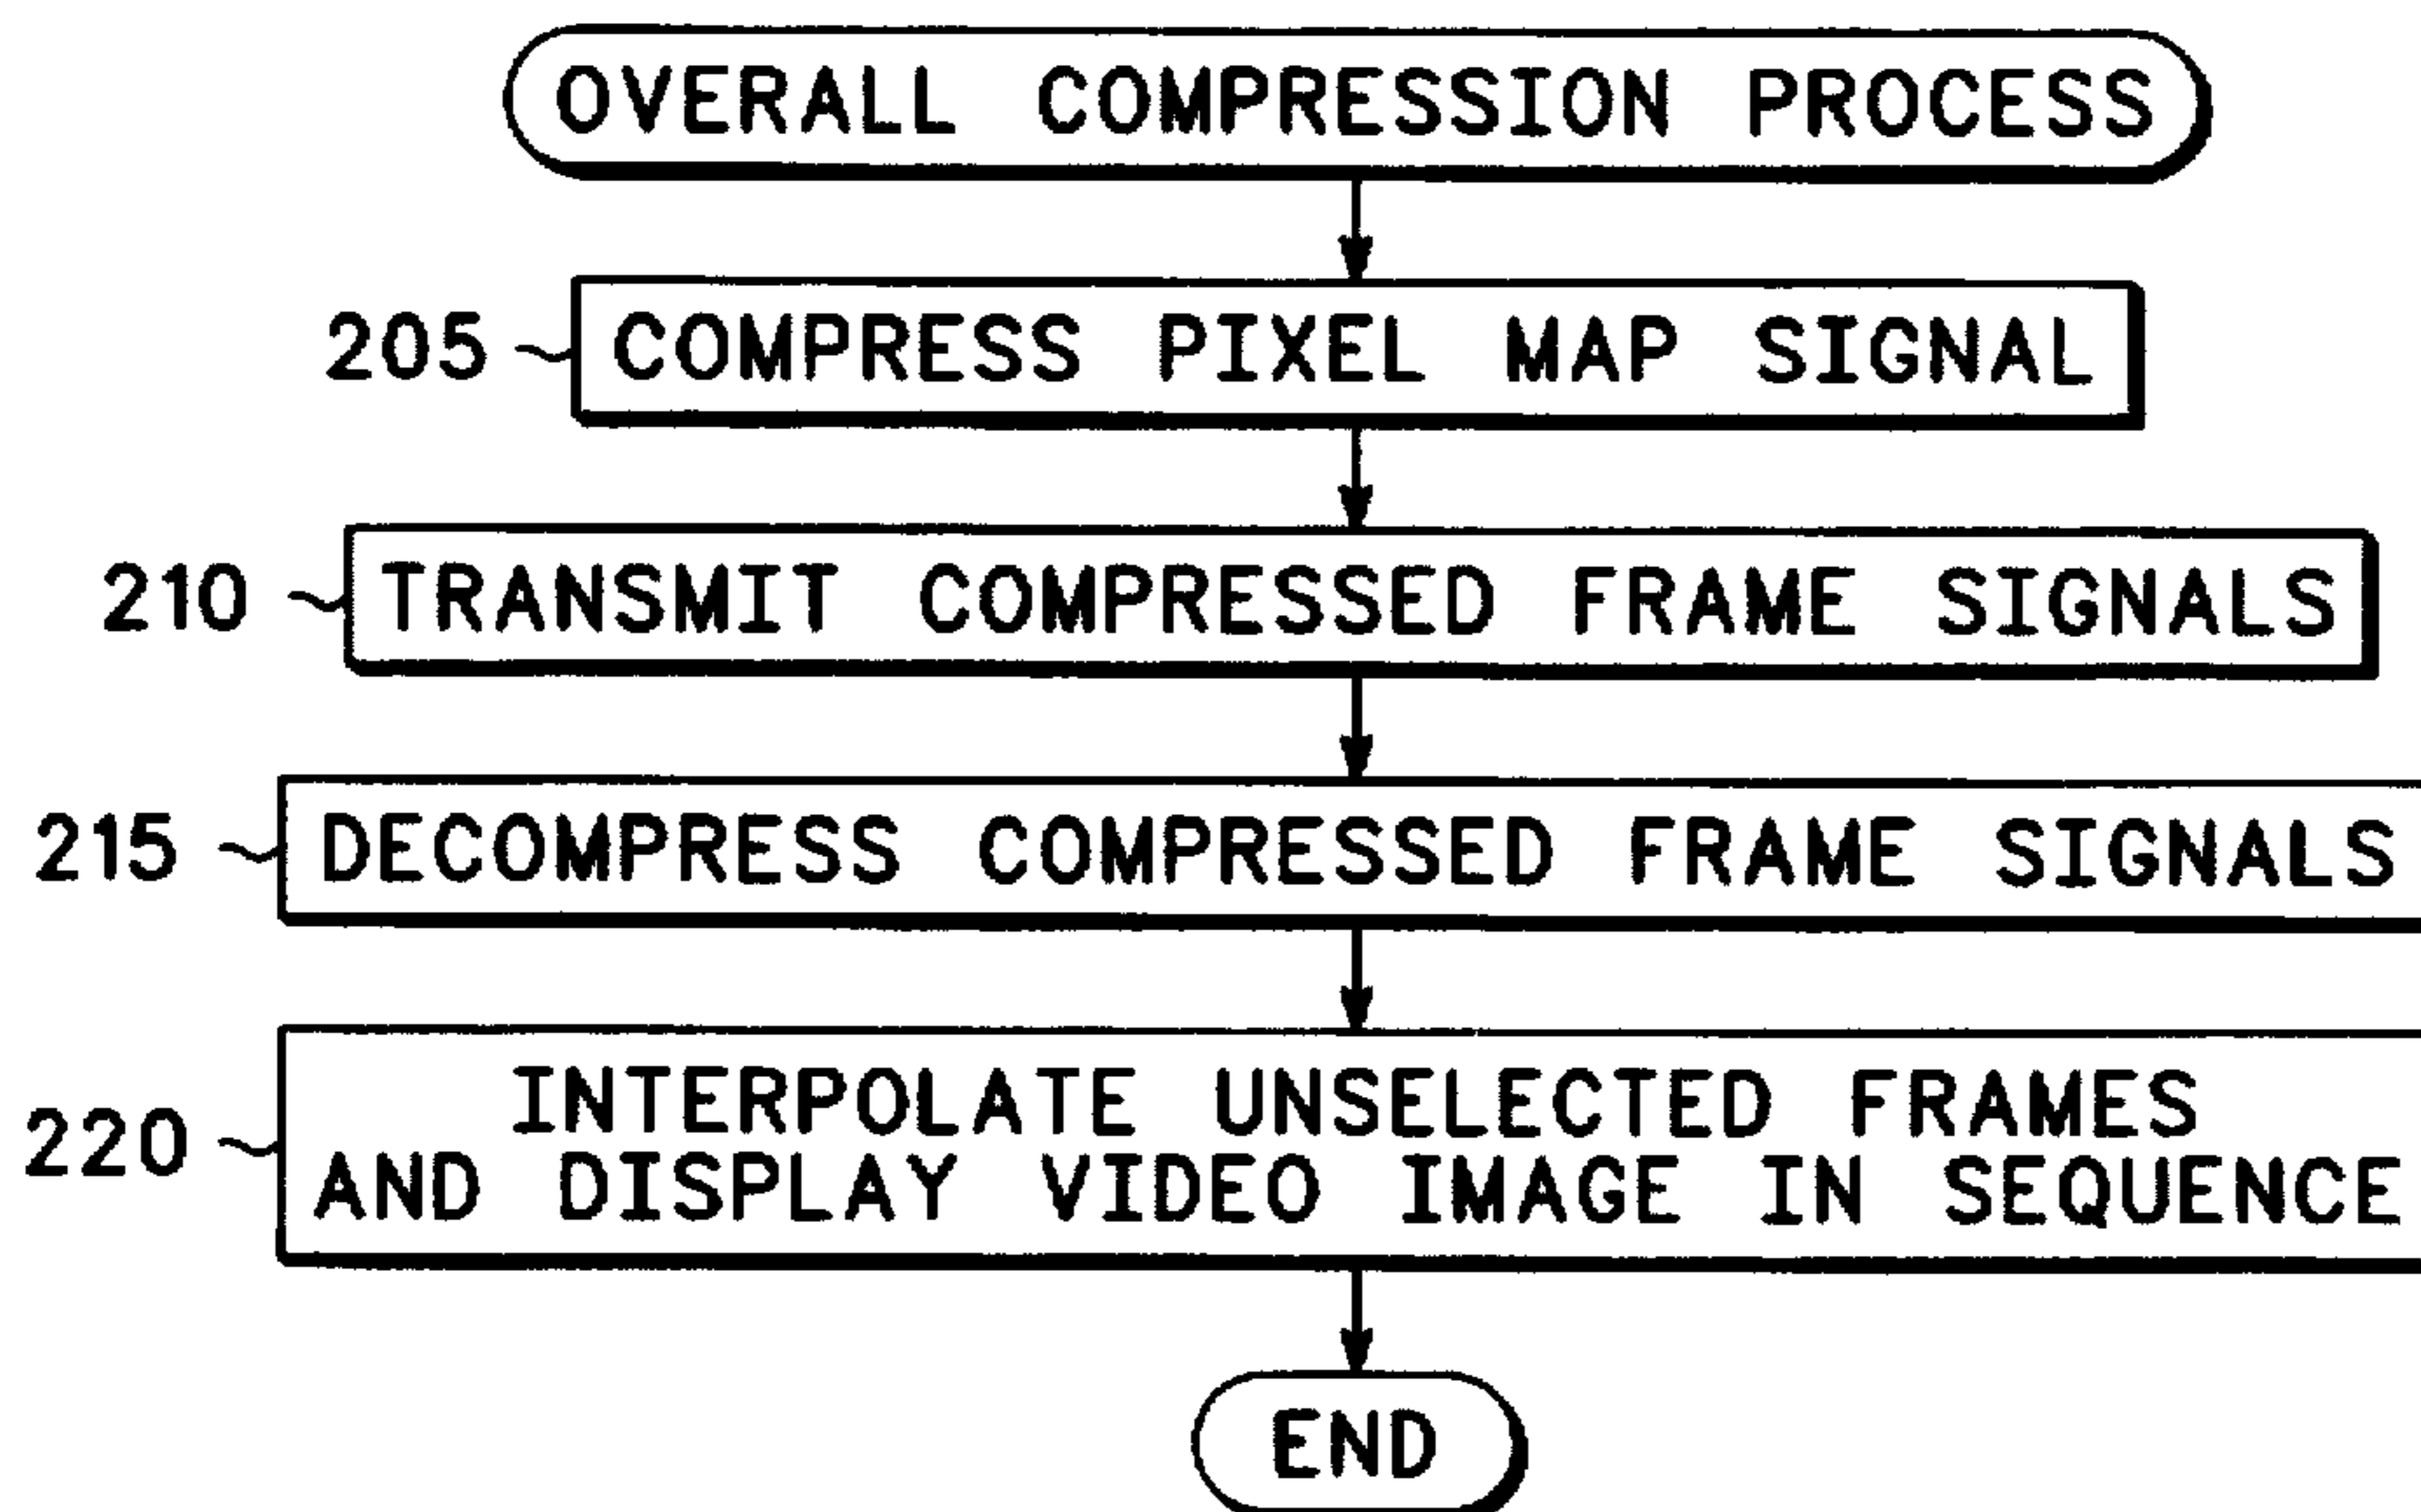 OVERALL COMPRESSION PROCESS
205 COMPRESS PIXEL MAP SIGNAL
210 TRANSMIT COMPRESSED FRAME SIGNALS
215 DECOMPRESS COMPRESSED FRAME SIGNALS
220 INTERPOLATE UNSELECTED FRAMES
AND DISPLAY VIDEO IMAGE IN SEQUENCE
END